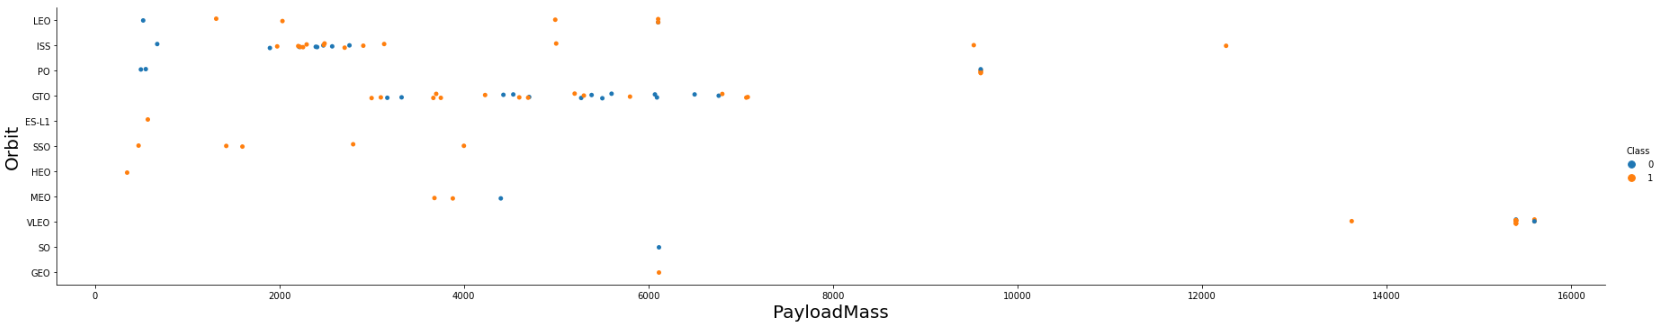 LEO
ISS
PO
GTO
ES-L1
SSO
HEO
MEO
VLEO
SO
GEO
Orbit
0 2000 4000 6000 8000 10000 12000 14000 16000
PayloadMass
Class
0
1